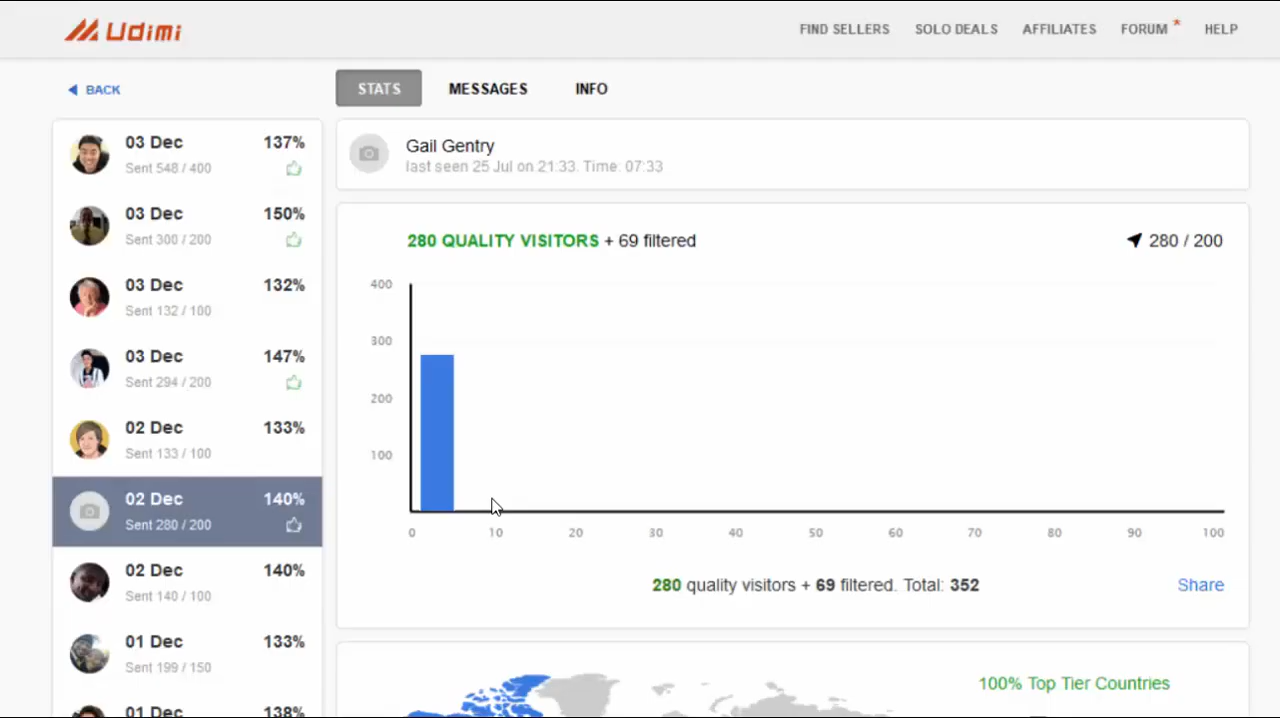 Udimi
FIND SELLERS SOLO DEALS AFFILIATES FORUM * HELP
BACK
STATS MESSAGES INFO
03 Dec 137%
Sent 548 / 400
03 Dec 150%
Sent 300 / 200
03 Dec 132%
Sent 132 / 100
03 Dec 147%
Sent 294 / 200
02 Dec 133%
Sent 133 / 100
02 Dec 140%
Sent 280 / 200
02 Dec 140%
Sent 140 / 100
01 Dec 133%
Sent 199 / 150
01 Dec 138%
Gail Gentry
last seen 25 Jul on 21:33. Time: 07:33
280 QUALITY VISITORS + 69 filtered
280 / 200
400
300
200
100
0 10 20 30 40 50 60 70 80 90 100
280 quality visitors + 69 filtered. Total: 352
Share
100% Top Tier Countries